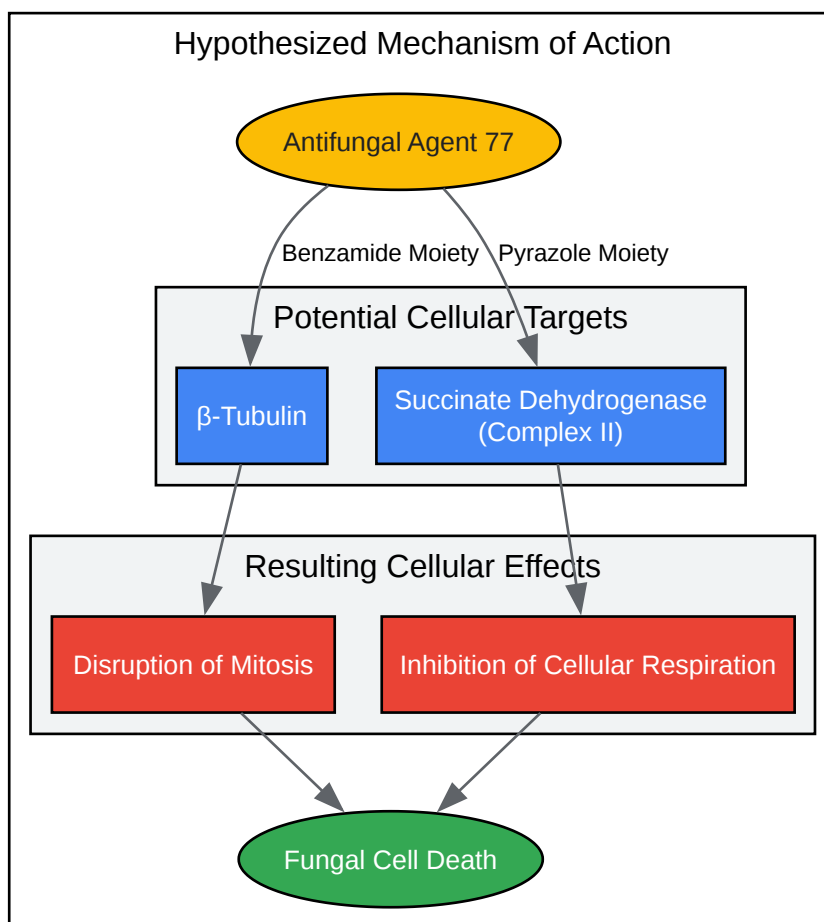 Hypothesized Mechanism of Action
Antifungal Agent 77
Benzamide Moiety
Pyrazole Moiety
Potential Cellular Targets
β-Tubulin
Succinate Dehydrogenase
(Complex II)
Resulting Cellular Effects
Disruption of Mitosis
Inhibition of Cellular Respiration
Fungal Cell Death